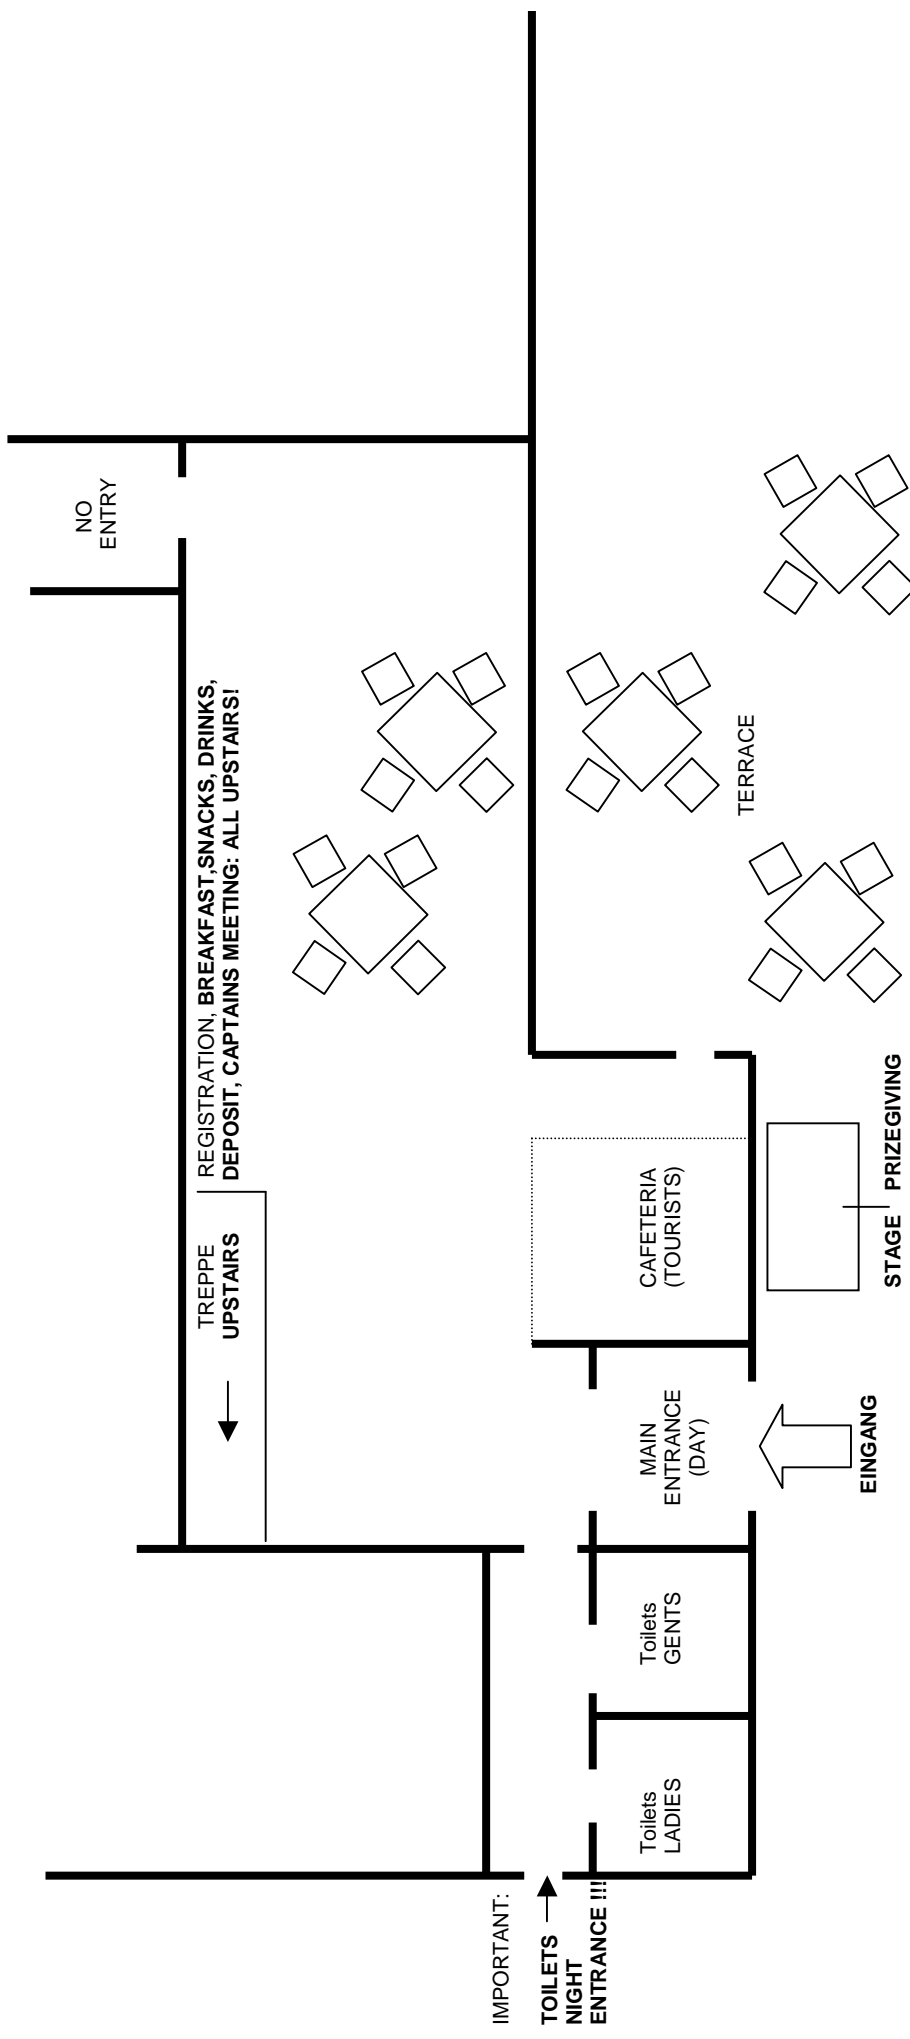 NO
ENTRY
REGISTRATION, BREAKFAST,SNACKS, DRINKS,
DEPOSIT, CAPTAINS MEETING: ALL UPSTAIRS!
TREPPE
UPSTAIRS
TERRACE
CAFETERIA
(TOURISTS)
STAGE PRIZEGIVING
MAIN
ENTRANCE
(DAY)
EINGANG
Toilets
GENTS
Toilets
LADIES
IMPORTANT:
TOILETS
NIGHT
ENTRANCE !!!